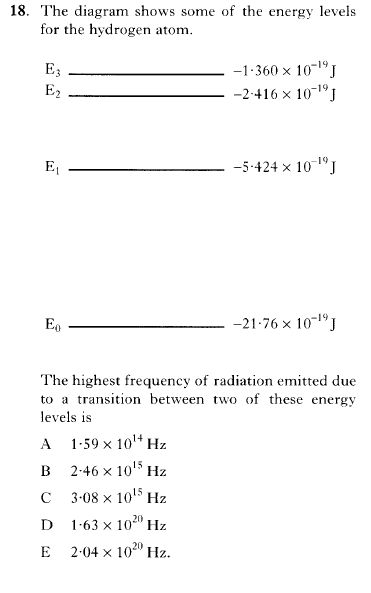 18. The diagram shows some of the energy levels
for the hydrogen atom.
E₃ −1·360 × 10⁻¹⁹ J
E₂ −2·416 × 10⁻¹⁹ J
E₁ −5·424 × 10⁻¹⁹ J
E₀ −21·76 × 10⁻¹⁹ J
The highest frequency of radiation emitted due
to a transition between two of these energy
levels is
A 1·59 × 10¹⁴ Hz
B 2·46 × 10¹⁵ Hz
C 3·08 × 10¹⁵ Hz
D 1·63 × 10²⁰ Hz
E 2·04 × 10²⁰ Hz.